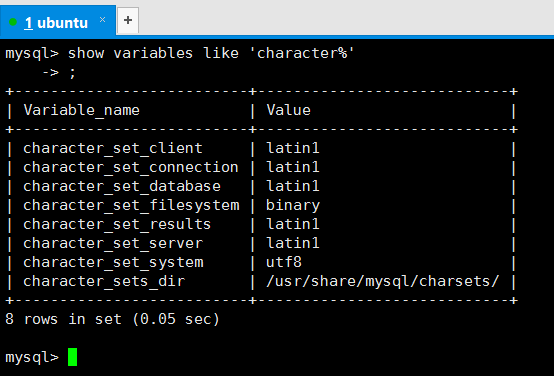 1 ubuntu × +
mysql> show variables like 'character%'
    -> ;
+--------------------------+----------------------------+
| Variable_name            | Value                      |
+--------------------------+----------------------------+
| character_set_client     | latin1                     |
| character_set_connection | latin1                     |
| character_set_database   | latin1                     |
| character_set_filesystem | binary                     |
| character_set_results    | latin1                     |
| character_set_server     | latin1                     |
| character_set_system     | utf8                       |
| character_sets_dir       | /usr/share/mysql/charsets/ |
+--------------------------+----------------------------+
8 rows in set (0.05 sec)
mysql>